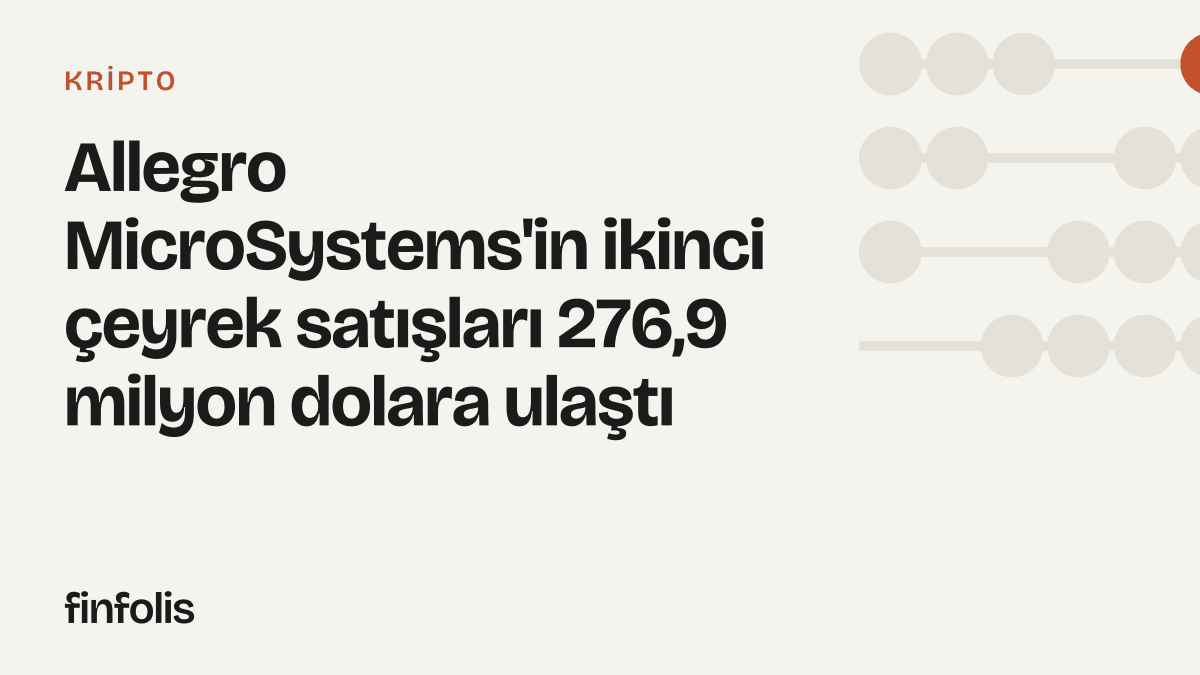 KRİPTO
Allegro
MicroSystems'in ikinci
çeyrek satışları 276,9
milyon dolara ulaştı
finfolis